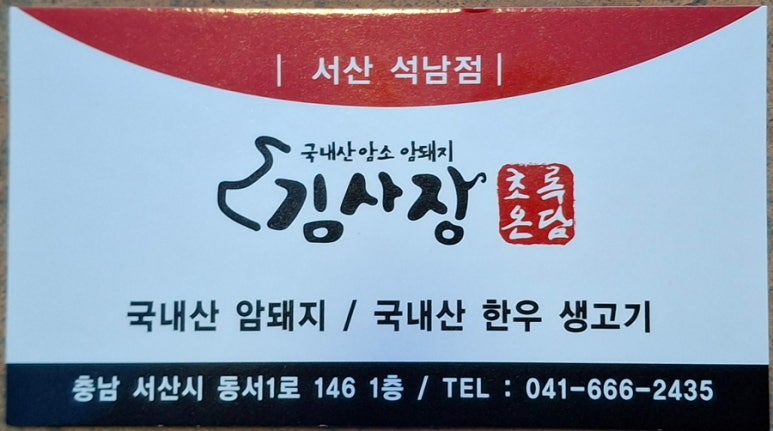 | 서산 석남점 |
국내산 암소 암돼지
김사장
초록
온담
국내산 암돼지 / 국내산 한우 생고기
충남 서산시 동서1로 146 1층 / TEL : 041-666-2435